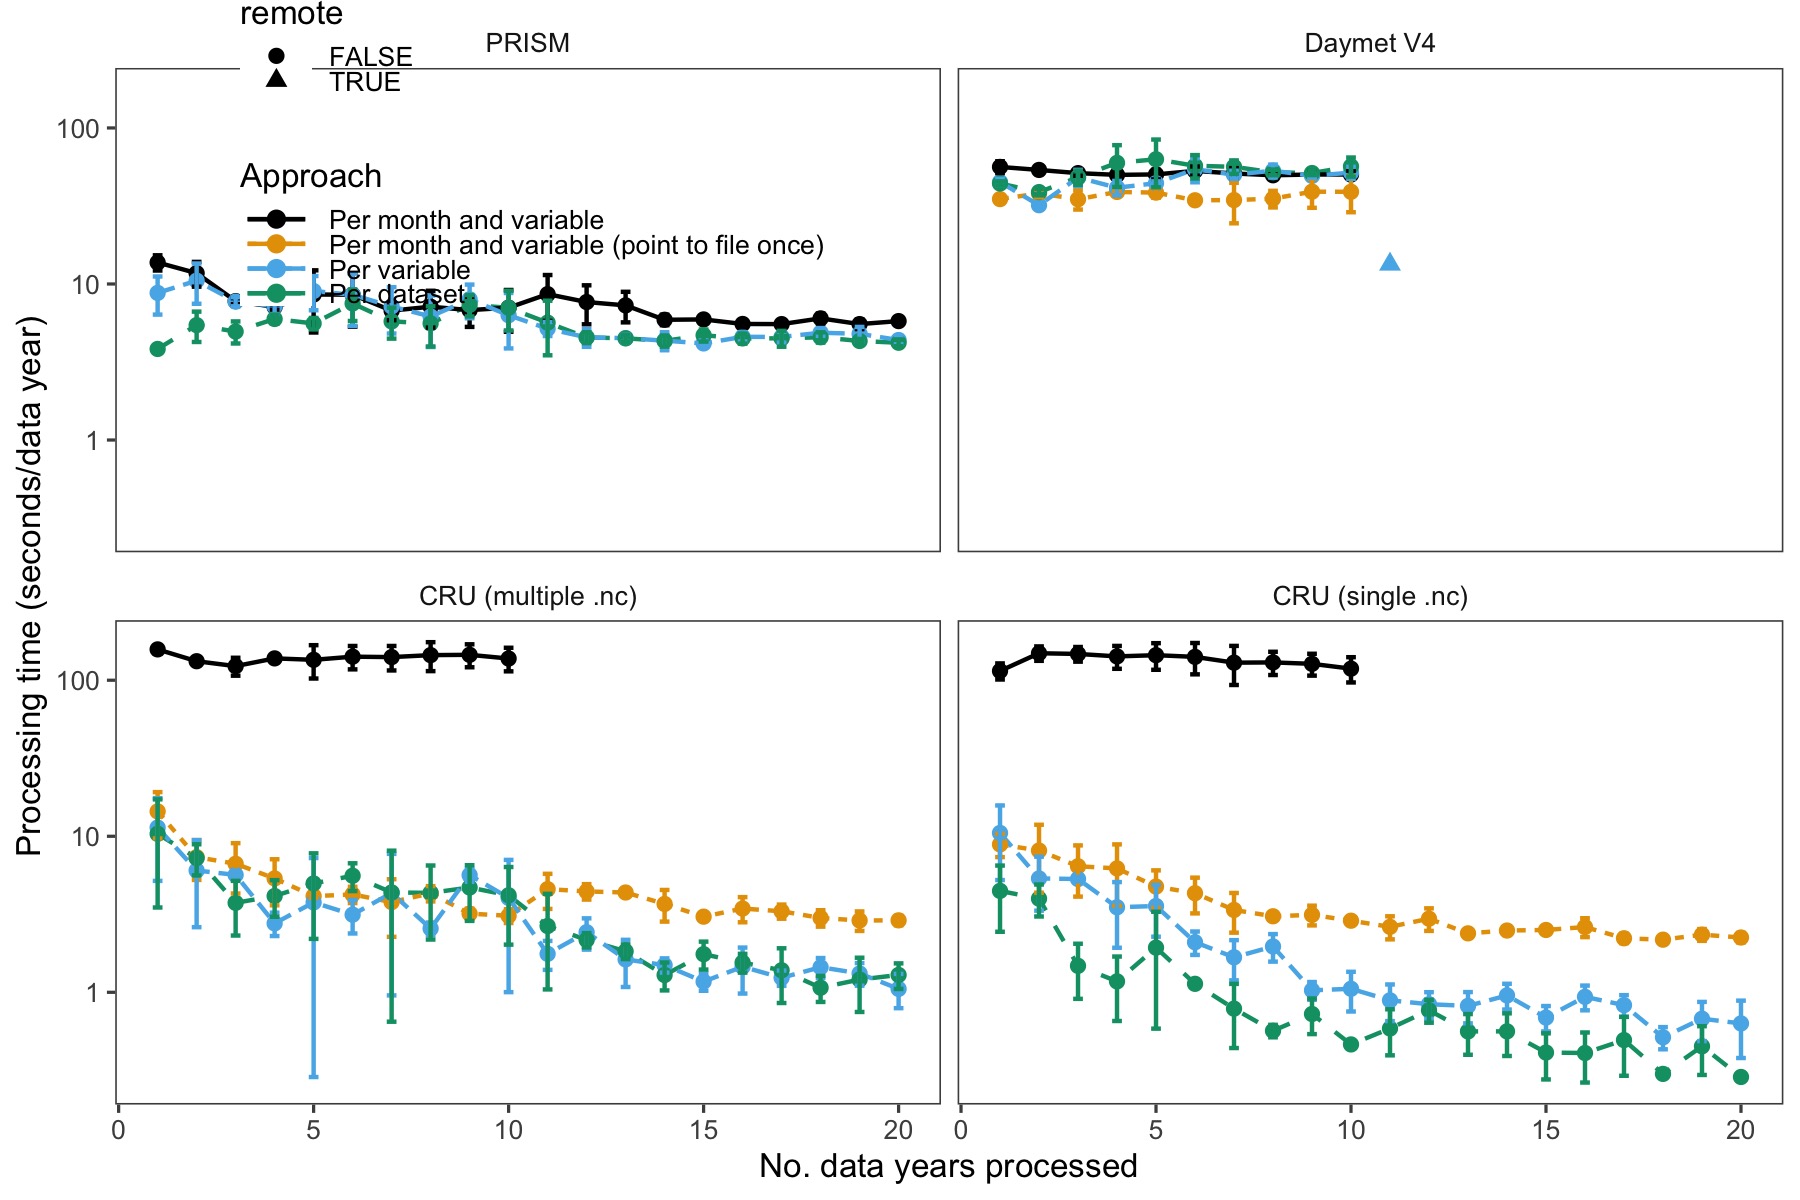 remote
FALSE
TRUE
PRISM
Daymet V4
Approach
Per month and variable
Per month and variable (point to file once)
Per variable
Per dataset
100
10
1
CRU (multiple .nc)
CRU (single .nc)
100
10
1
Processing time (seconds/data year)
0 5 10 15 20
0 5 10 15 20
No. data years processed